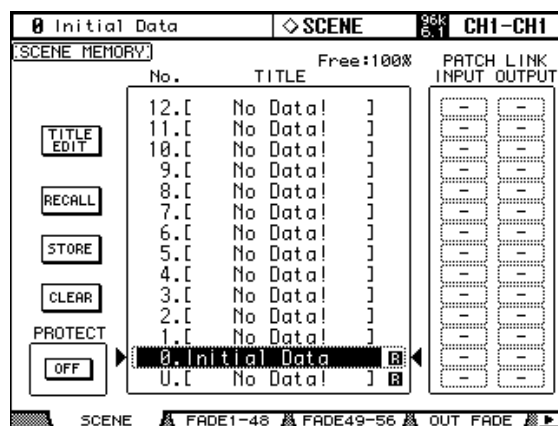 0 Initial Data ◇SCENE 96k 6.1 CH1-CH1
SCENE MEMORY
Free:100%
PATCH LINK
No. TITLE INPUT OUTPUT
12.[ No Data! ] - -
TITLE EDIT
11.[ No Data! ] - -
10.[ No Data! ] - -
9.[ No Data! ] - -
RECALL
8.[ No Data! ] - -
7.[ No Data! ] - -
6.[ No Data! ] - -
STORE
5.[ No Data! ] - -
4.[ No Data! ] - -
CLEAR
3.[ No Data! ] - -
2.[ No Data! ] - -
PROTECT
1.[ No Data! ] - -
OFF
0.Initial Data R - -
U.[ No Data! ] R - -
SCENE FADE1-48 FADE49-56 OUT FADE